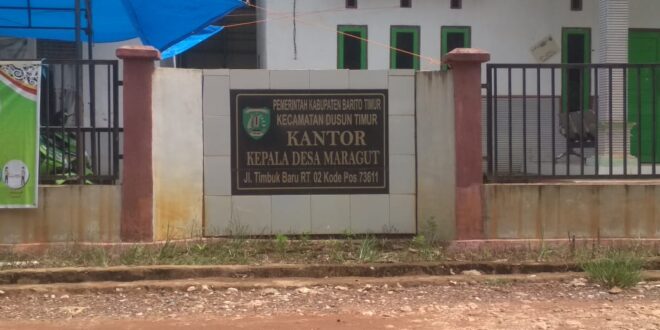 PEMERINTAH KABUPATEN BARITO TIMUR
KECAMATAN DUSUN TIMUR
KANTOR
KEPALA DESA MARAGUT
Jl. Timbuk Baru RT 02 Kode Pos 73611